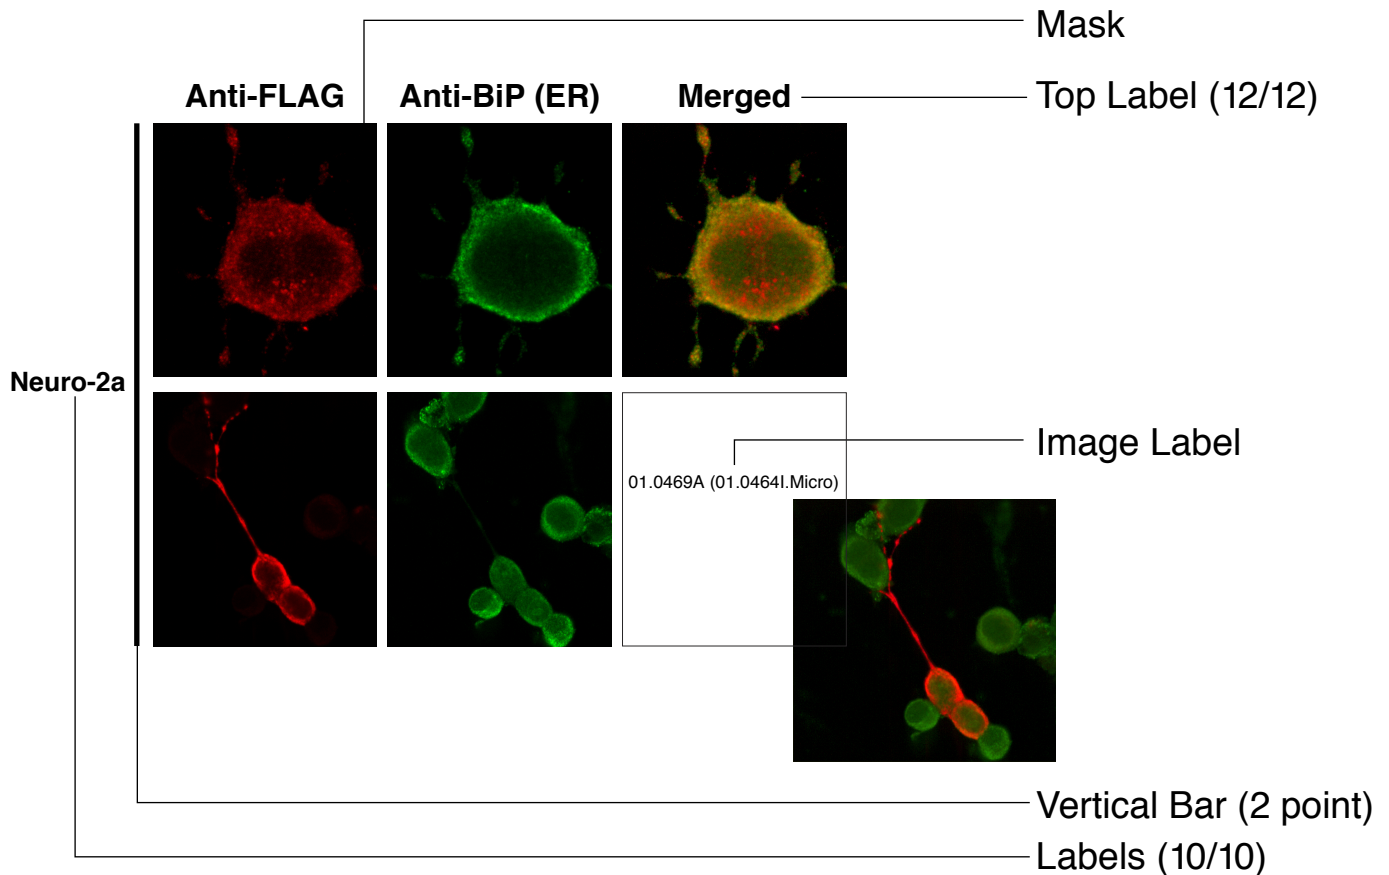 Mask
Anti-FLAG
Anti-BiP (ER)
Merged
Top Label (12/12)
Neuro-2a
Image Label
01.0469A (01.0464I.Micro)
Vertical Bar (2 point)
Labels (10/10)